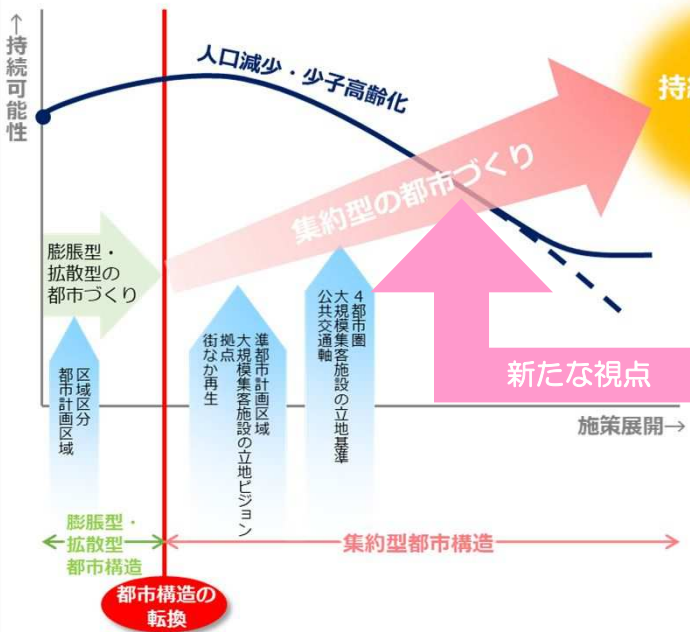 ↑持続可能性
人口減少・少子高齢化
持続
集約型の都市づくり
膨脹型・
拡散型の
都市づくり
区域区分
都市計画区域
準都市計画区域
大規模集客施設の立地ビジョン
拠点
街なか再生
４都市圏
大規模集客施設の立地基準
公共交通軸
新たな視点
施策展開→
膨脹型・
拡散型
都市構造
集約型都市構造
都市構造の
転換